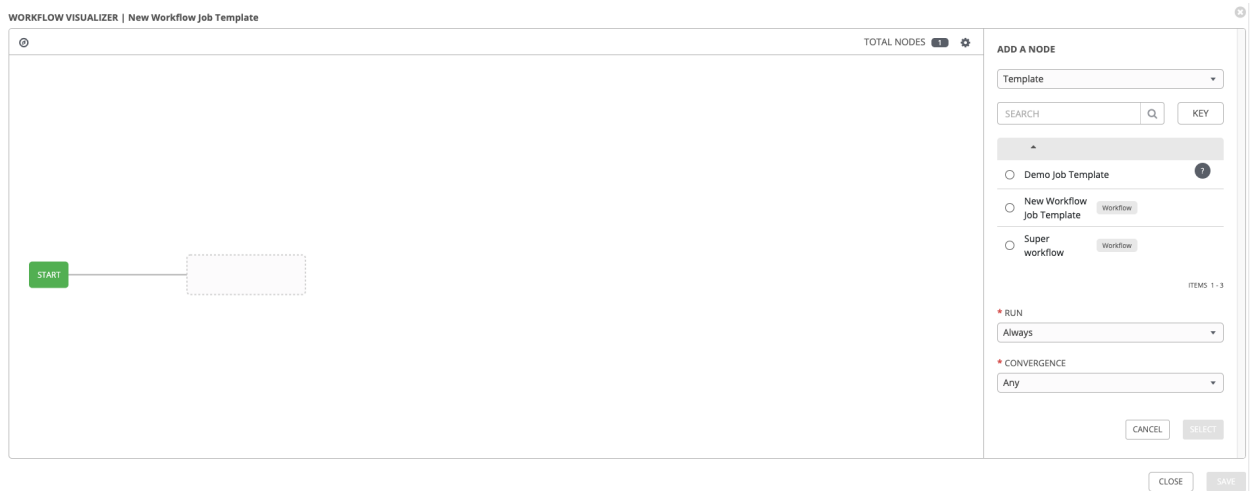 WORKFLOW VISUALIZER | New Workflow Job Template
TOTAL NODES 1
START
ADD A NODE
Template
SEARCH
KEY
Demo Job Template
?
New Workflow
Job Template
Workflow
Super
workflow
Workflow
ITEMS 1 - 3
* RUN
Always
* CONVERGENCE
Any
CANCEL
SELECT
CLOSE
SAVE